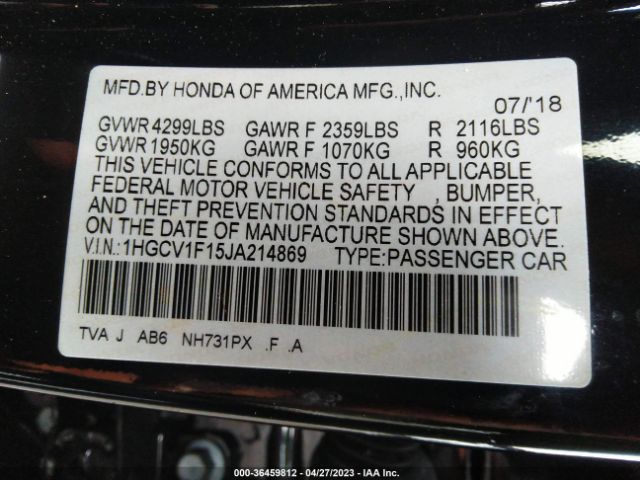 MFD.BY HONDA OF AMERICA MFG.,INC.
07/'18
GVWR 4299LBS GAWR F 2359LBS R 2116LBS
GVWR 1950KG GAWR F 1070KG R 960KG
THIS VEHICLE CONFORMS TO ALL APPLICABLE
FEDERAL MOTOR VEHICLE SAFETY , BUMPER,
AND THEFT PREVENTION STANDARDS IN EFFECT
ON THE DATE OF MANUFACTURE SHOWN ABOVE.
V.I.N.:1HGCV1F15JA214869 TYPE:PASSENGER CAR
TVA J AB6 NH731PX .F .A
000-36459812 - 04/27/2023 - IAA Inc.